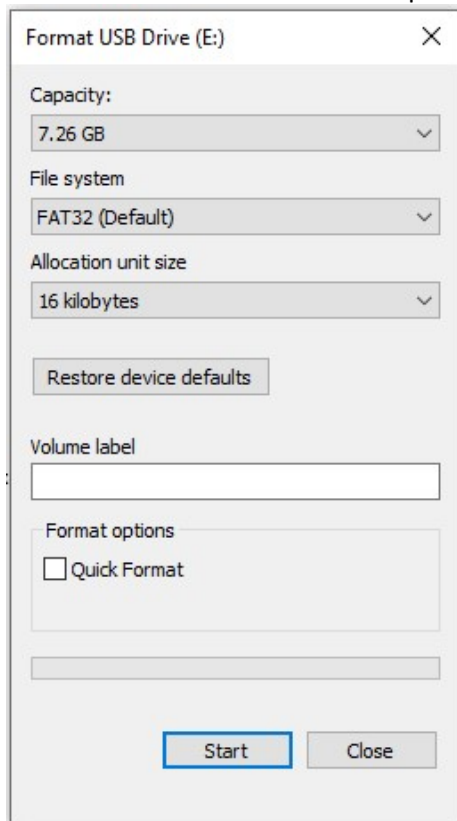 Format USB Drive (E:)
Capacity:
7.26 GB
File system
FAT32 (Default)
Allocation unit size
16 kilobytes
Restore device defaults
Volume label
Format options
Quick Format
Start Close